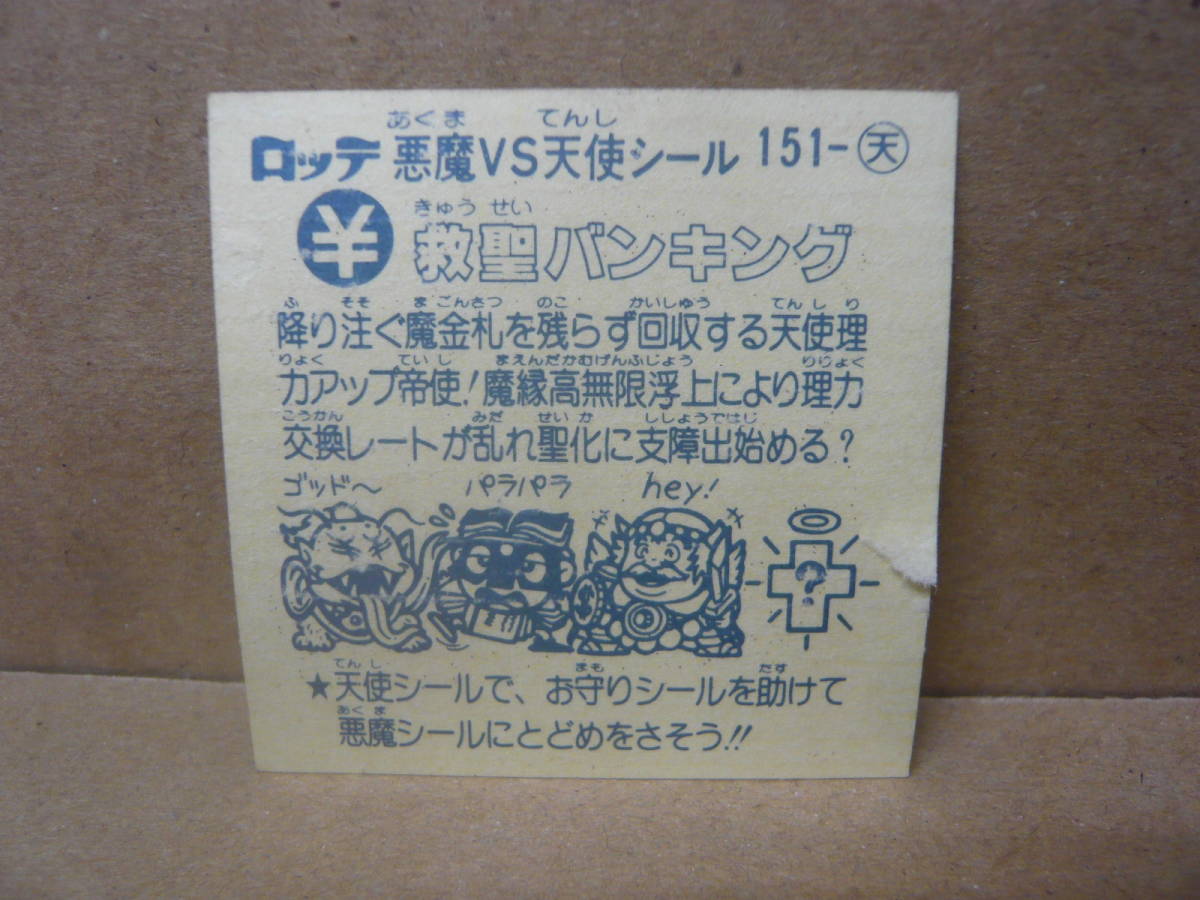 あくま てんし
ロッテ 悪魔VS天使シール 151-天
きゅう せい
¥ 救聖バンキング
ふ そそ ま ごんさつ のこ かいしゅう てんし り
降り注ぐ魔金札を残らず回収する天使理
りょく ていし まえんだかむげんふじょう りりょく
力アップ帝使!魔縁高無限浮上により理力
こうかん みだ せいか ししょうではじ
交換レートが乱れ聖化に支障出始める?
ゴッド〜 パラパラ hey!
?
てんし まも たす
★天使シールで、お守りシールを助けて
あくま
悪魔シールにとどめをさそう!!